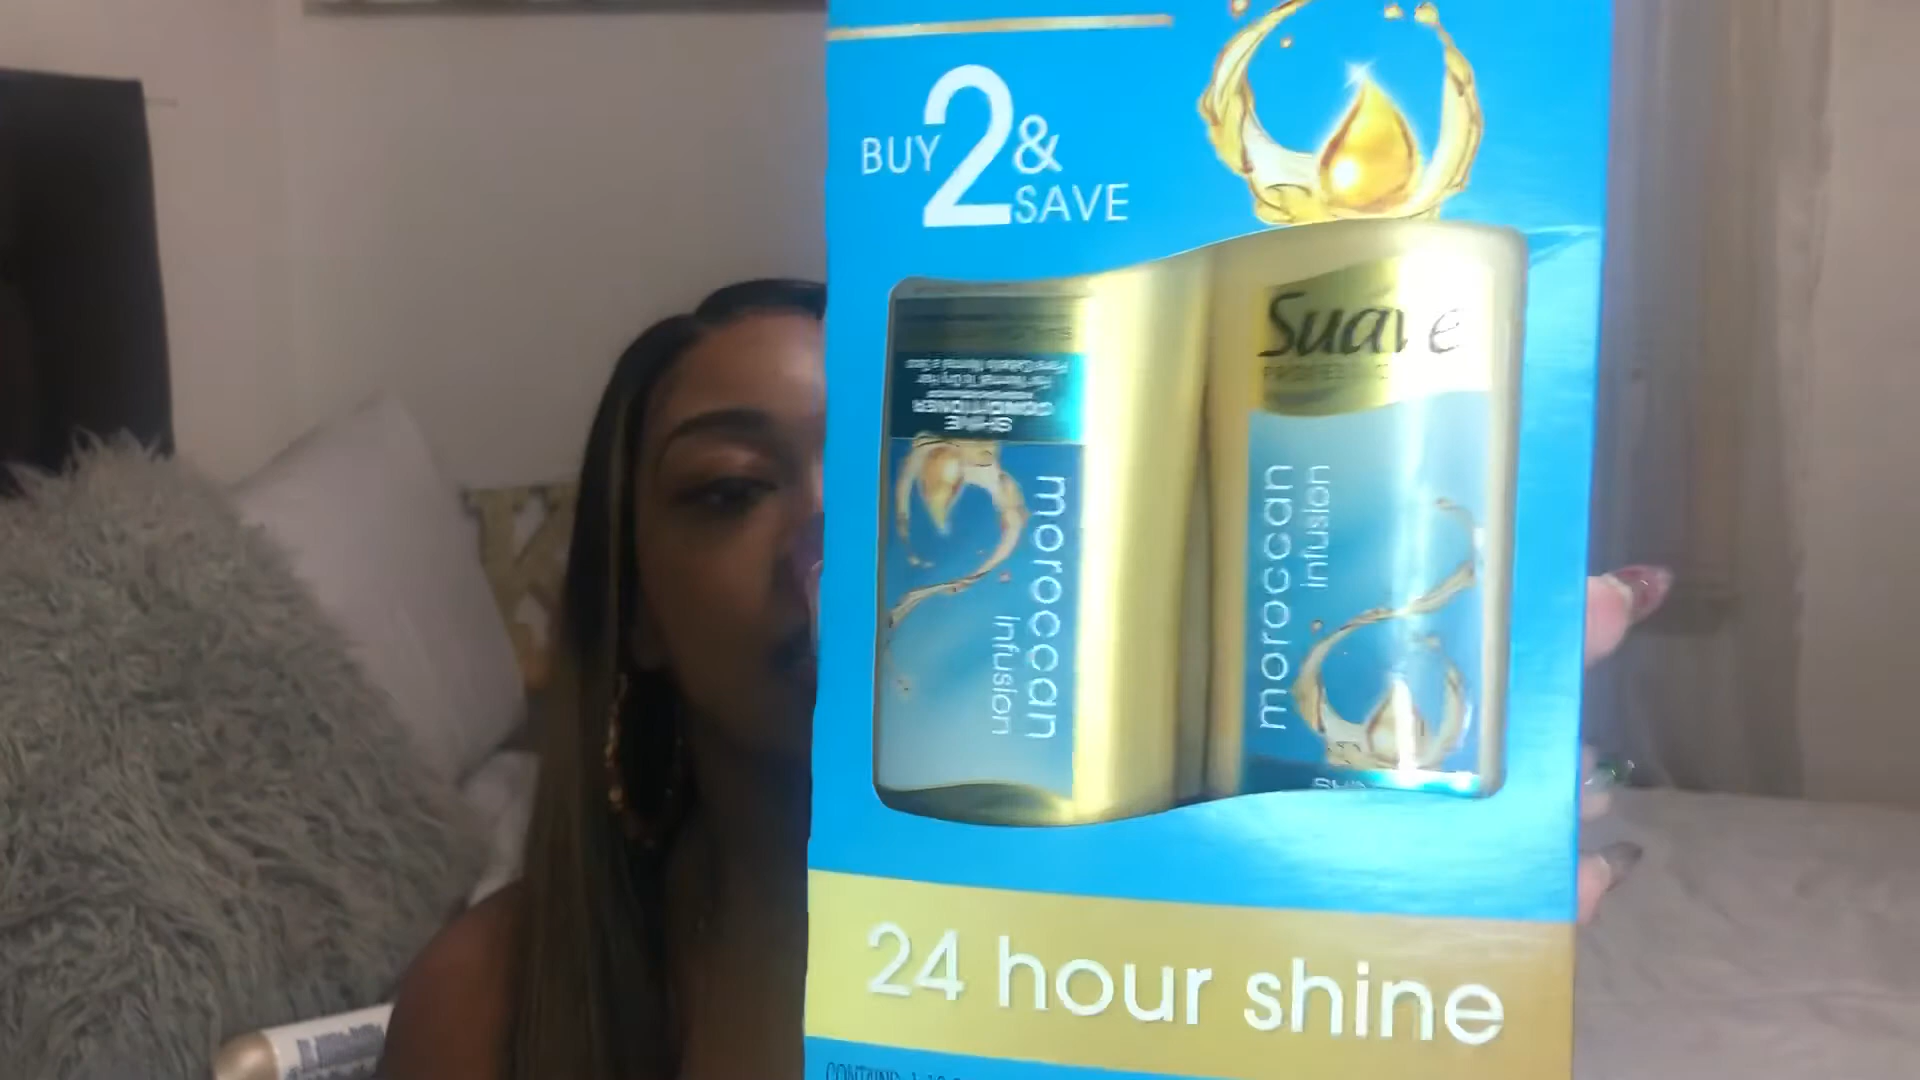 BUY 2 &
SAVE
Suave
SHINE
CONDITIONER
moroccan
infusion
moroccan
infusion
24 hour shine